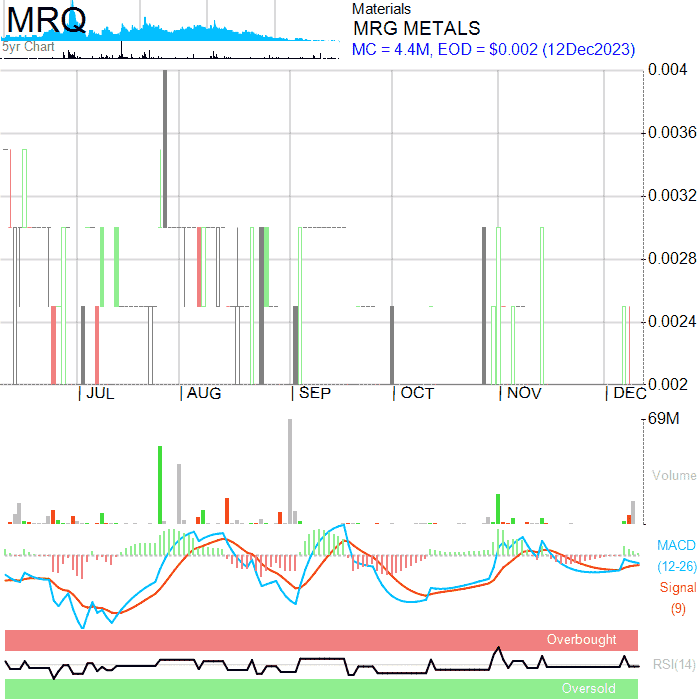 MRQ
5yr Chart
Materials
MRG METALS
MC = 4.4M, EOD = $0.002 (12Dec2023)
0.004
0.0036
0.0032
0.0028
0.0024
0.002
JUL AUG SEP OCT NOV DEC
69M
Volume
MACD
(12-26)
Signal
(9)
Overbought
RSI(14)
Oversold